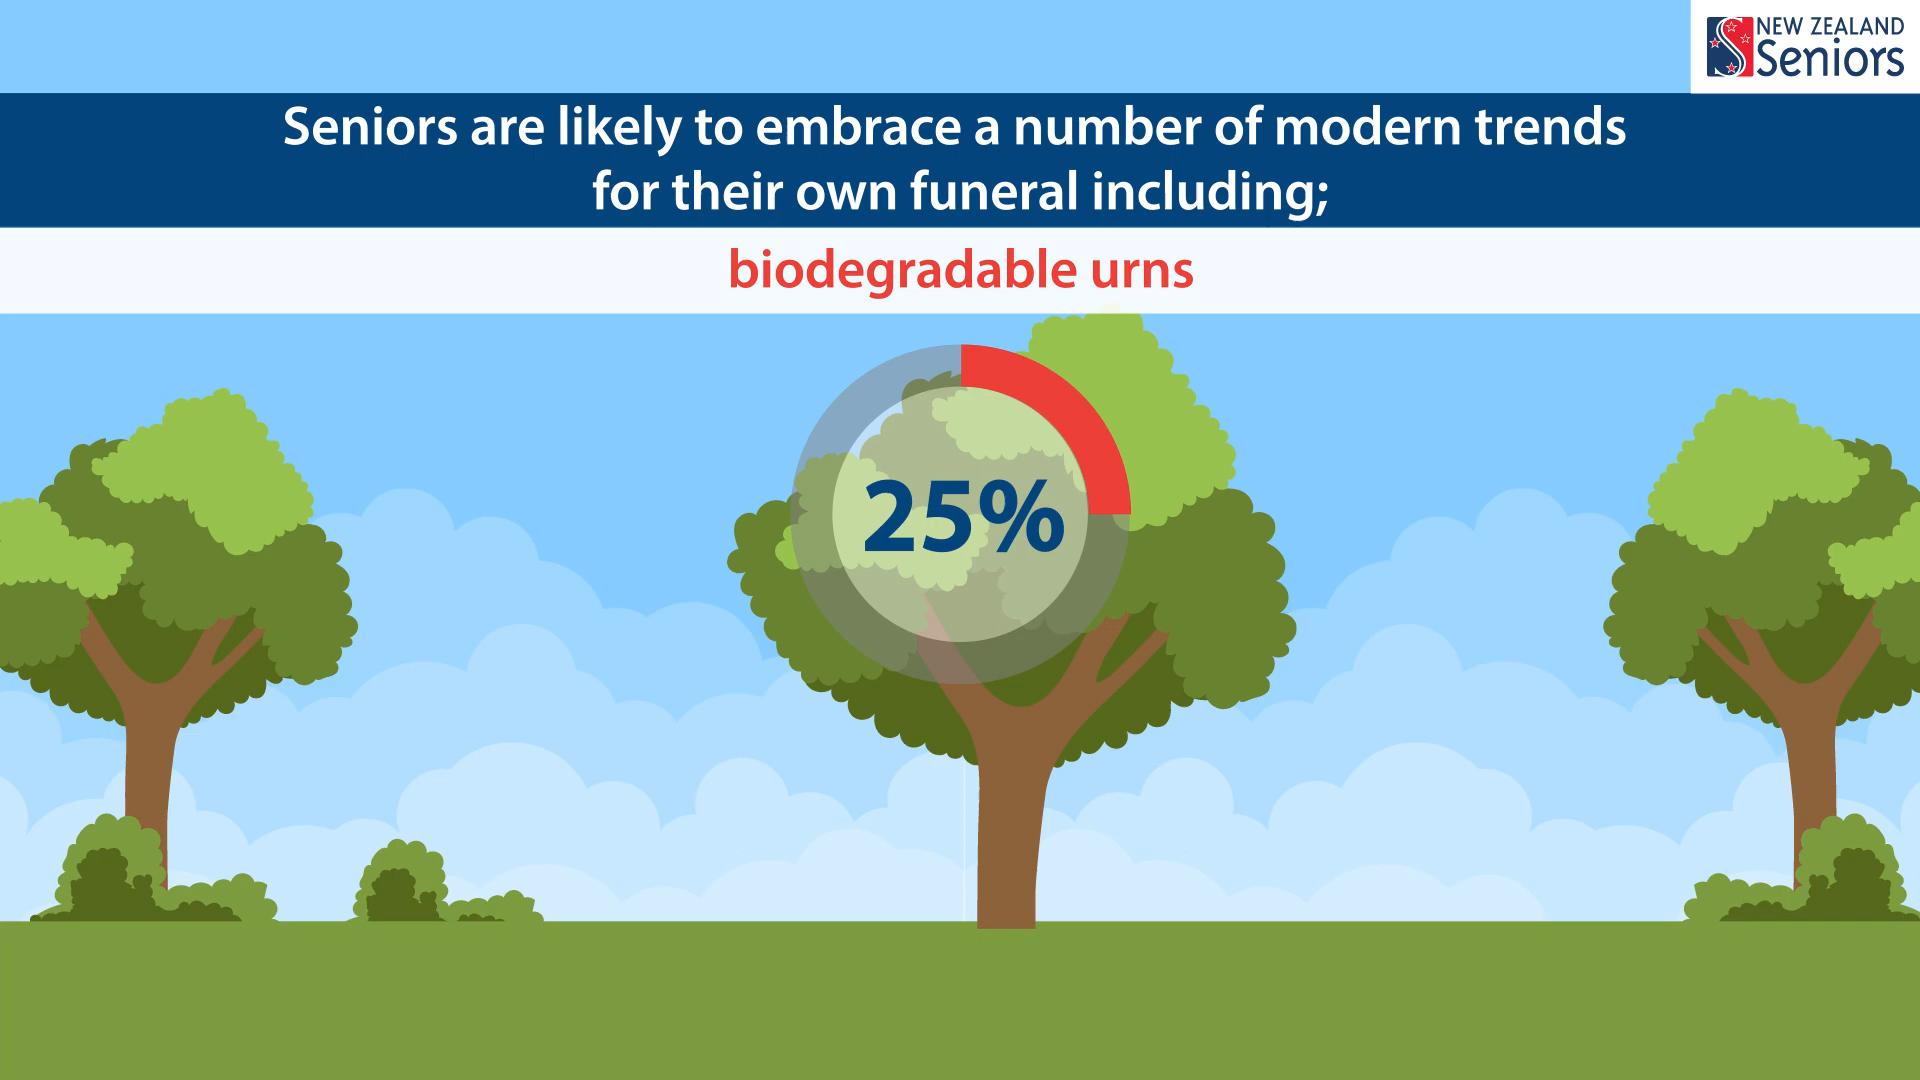 NEW ZEALAND
Seniors
Seniors are likely to embrace a number of modern trends
for their own funeral including;
biodegradable urns
25%